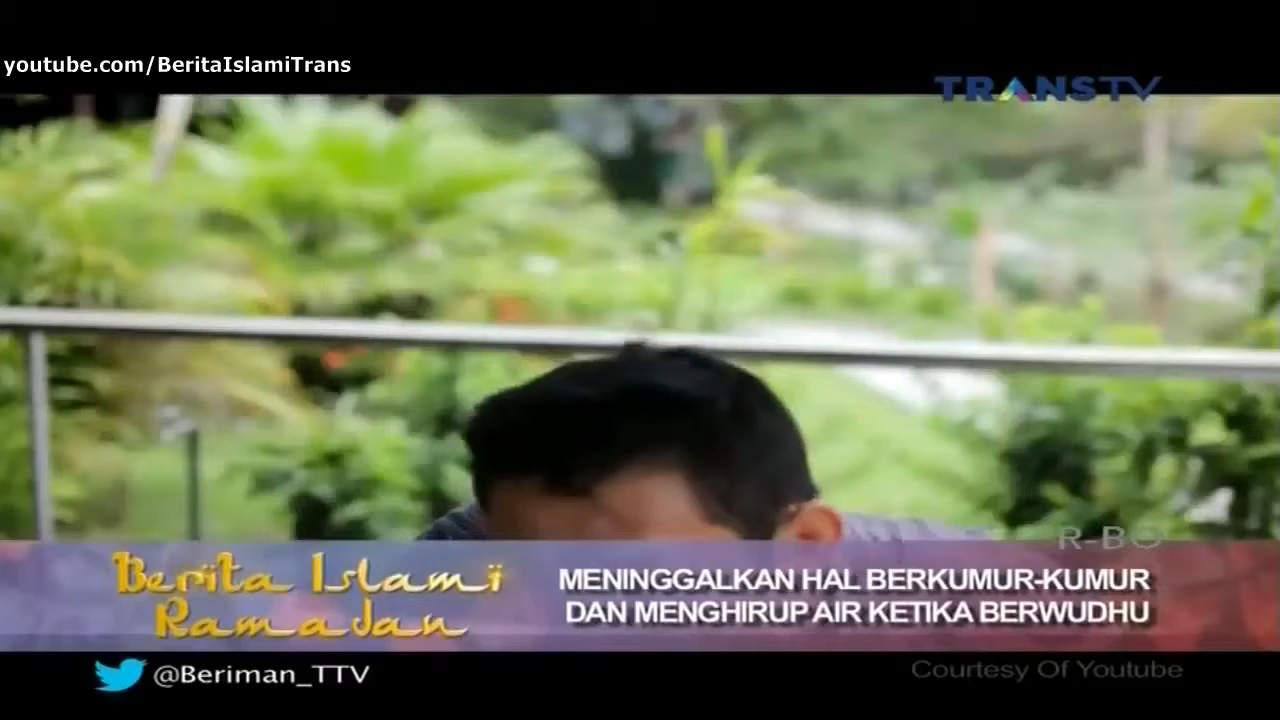 youtube.com/BeritaIslamiTrans
TRANSTV
R-BO
Berita Islami
Ramadan
MENINGGALKAN HAL BERKUMUR-KUMUR
DAN MENGHIRUP AIR KETIKA BERWUDHU
@Beriman_TTV
Courtesy Of Youtube